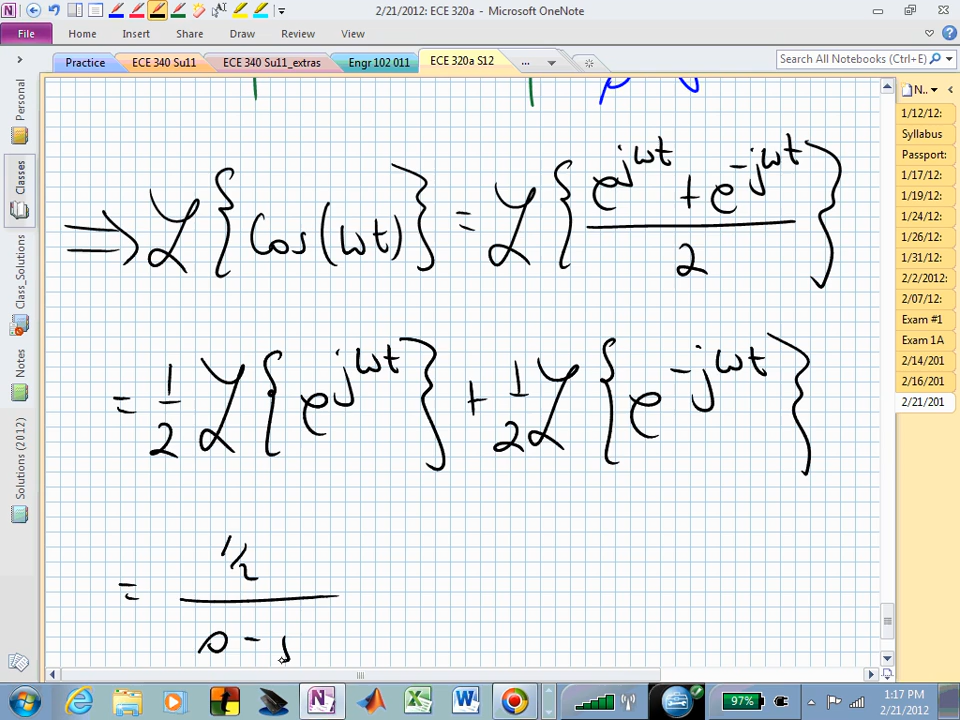 2/21/2012: ECE 320a - Microsoft OneNote
File Home Insert Share Draw Review View
Practice ECE 340 Su11 ECE 340 Su11_extras Engr 102 011 ECE 320a S12 ... Search All Notebooks (Ctrl+E)
Personal
Classes
Class_Solutions
Notes
Solutions (2012)
⇒ ℒ{Cos(ωt)} = ℒ{(e^{jωt} + e^{-jωt})/2}
= 1/2 ℒ{e^{jωt}} + 1/2 ℒ{e^{-jωt}}
= 1/2
s - j
N..
1/12/12:
Syllabus
Passport:
1/17/12:
1/19/12:
1/24/12:
1/26/12:
1/31/12:
2/2/2012:
2/07/12:
Exam #1
Exam 1A
2/14/201
2/16/201
2/21/201
97%
1:17 PM
2/21/2012